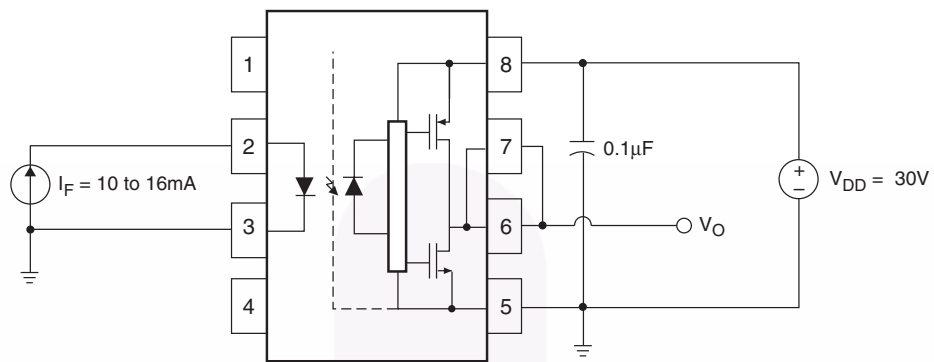 1
8
2
7
0.1µF
I_F = 10 to 16mA
+
–
V_DD = 30V
3
6
V_O
4
5